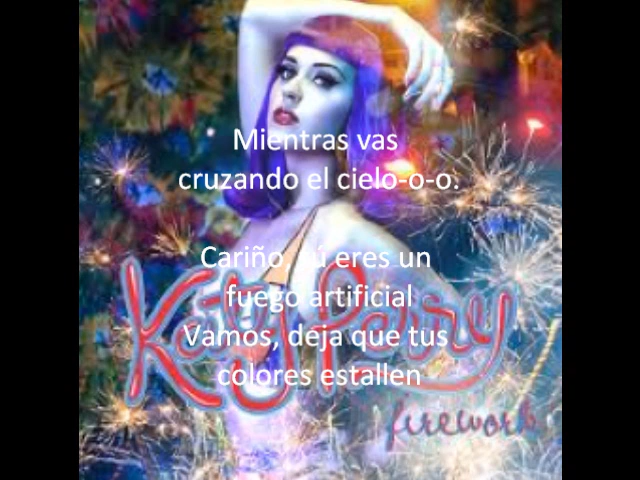 Mientras vas
cruzando el cielo-o-o.
Cariño, tú eres un
fuego artificial
Vamos, deja que tus
colores estallen
Katy Perry
firework